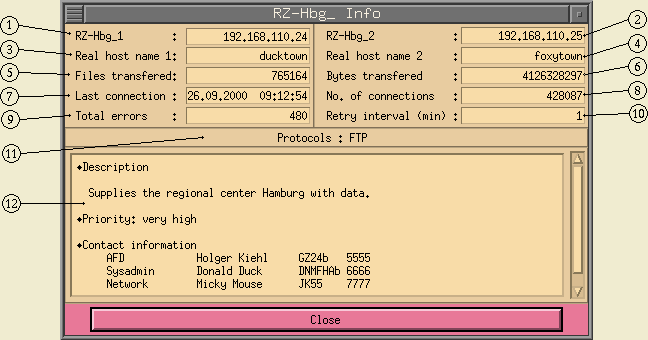 RZ-Hbg_ Info
1 RZ-Hbg_1 : 192.168.110.24 RZ-Hbg_2 : 192.168.110.25 2
3 Real host name 1: ducktown Real host name 2 : foxytown 4
5 Files transfered: 765164 Bytes transfered : 4126328297 6
7 Last connection : 26.09.2000 09:12:54 No. of connections : 428087 8
9 Total errors : 480 Retry interval (min) : 1 10
11 Protocols : FTP
◆Description
12 Supplies the regional center Hamburg with data.
◆Priority: very high
◆Contact information
AFD Holger Kiehl GZ24b 5555
Sysadmin Donald Duck DNMFHAb 6666
Network Micky Mouse JK55 7777
Close